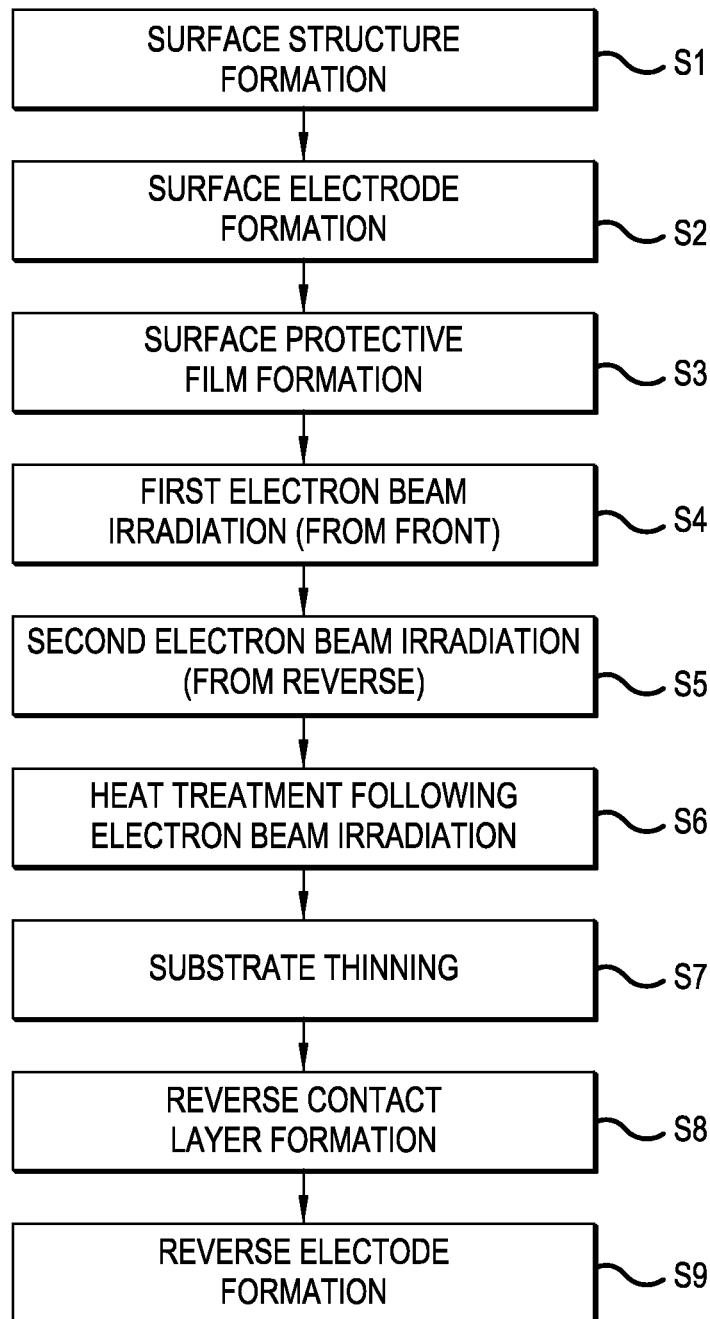 SURFACE STRUCTURE
FORMATION
S1
SURFACE ELECTRODE
FORMATION
S2
SURFACE PROTECTIVE
FILM FORMATION
S3
FIRST ELECTRON BEAM
IRRADIATION (FROM FRONT)
S4
SECOND ELECTRON BEAM IRRADIATION
(FROM REVERSE)
S5
HEAT TREATMENT FOLLOWING
ELECTRON BEAM IRRADIATION
S6
SUBSTRATE THINNING
S7
REVERSE CONTACT
LAYER FORMATION
S8
REVERSE ELECTODE
FORMATION
S9